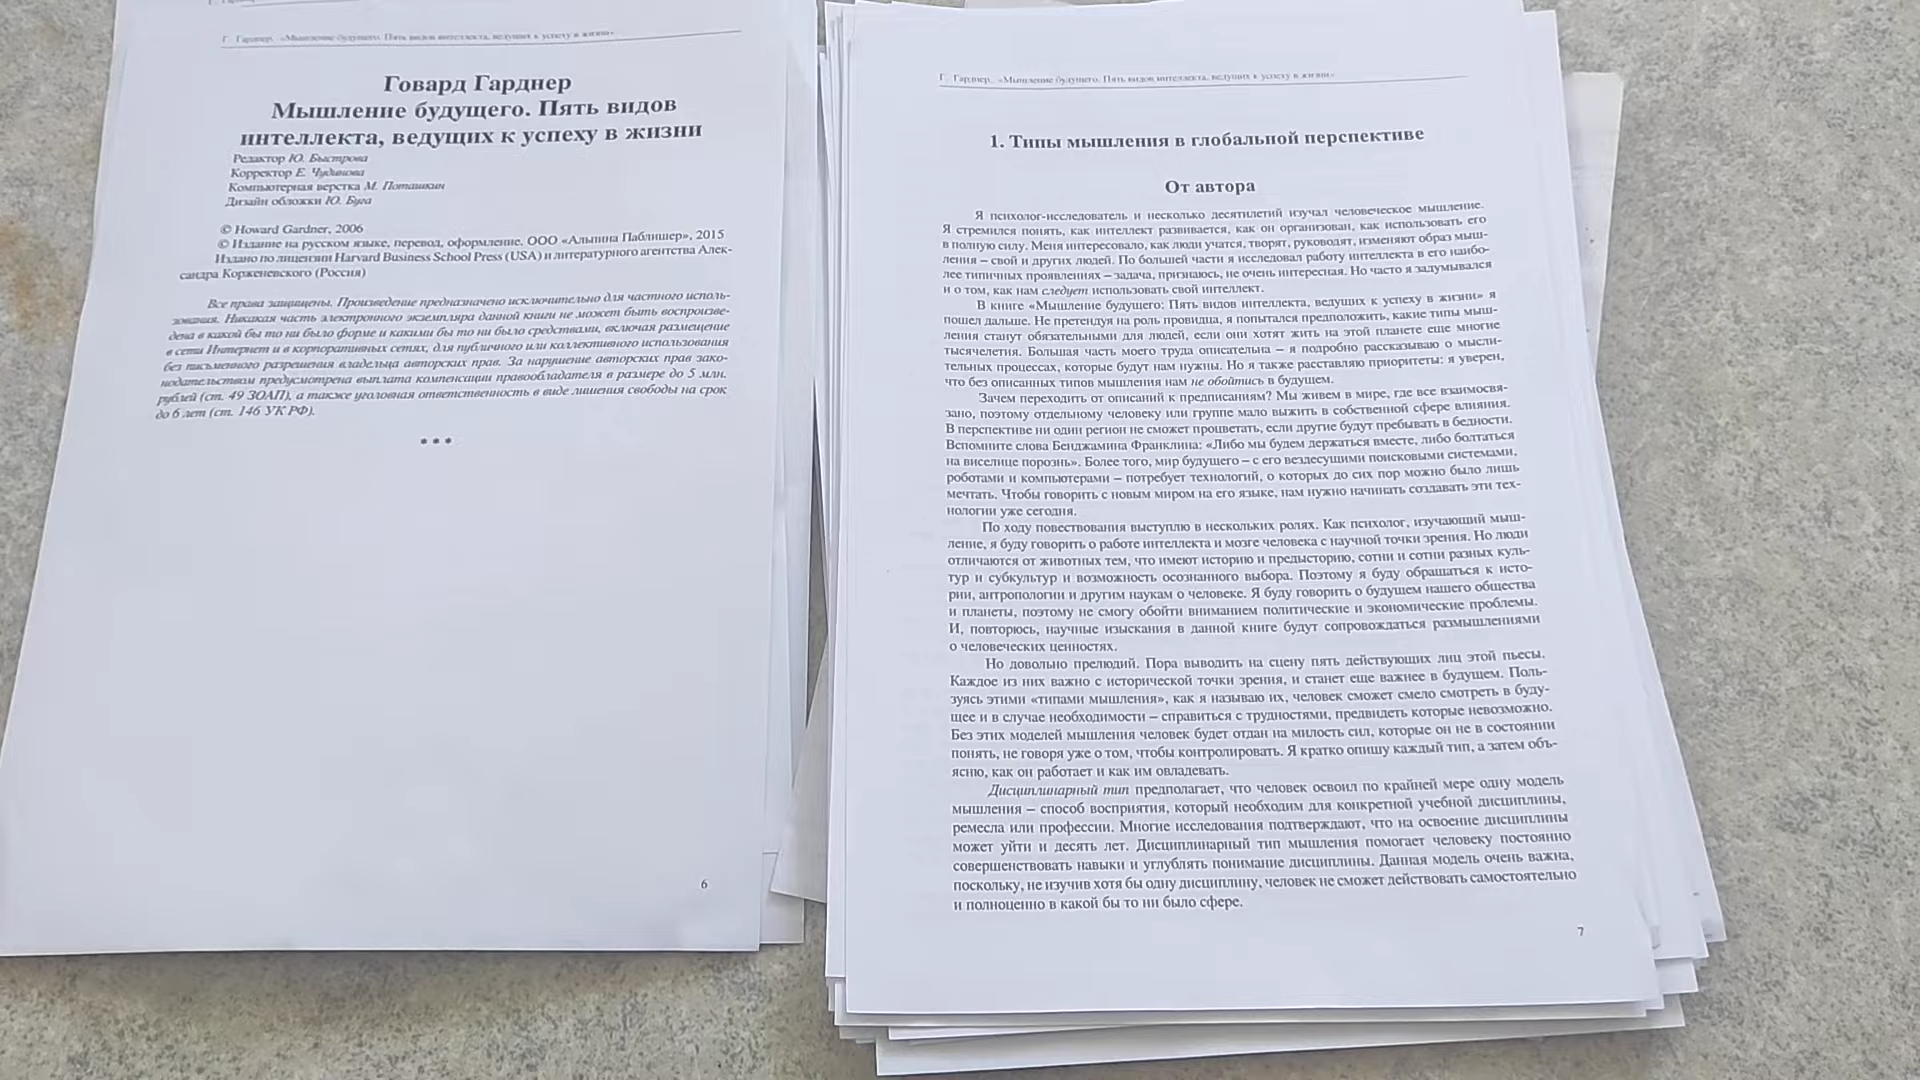 Г. Гарднер. «Мышление будущего. Пять видов интеллекта, ведущих к успеху в жизни»
Говард Гарднер
Мышление будущего. Пять видов
интеллекта, ведущих к успеху в жизни
Редактор Ю. Быстрова
Корректор Е. Чудинова
Компьютерная верстка М. Поташкин
Дизайн обложки Ю. Буга
© Howard Gardner, 2006
© Издание на русском языке, перевод, оформление. ООО «Альпина Паблишер», 2015
Издано по лицензии Harvard Business School Press (USA) и литературного агентства Алек-
сандра Корженевского (Россия)
Все права защищены. Произведение предназначено исключительно для частного исполь-
зования. Никакая часть электронного экземпляра данной книги не может быть воспроизве-
дена в какой бы то ни было форме и какими бы то ни было средствами, включая размещение
в сети Интернет и в корпоративных сетях, для публичного или коллективного использования
без письменного разрешения владельца авторских прав. За нарушение авторских прав зако-
нодательством предусмотрена выплата компенсации правообладателя в размере до 5 млн.
рублей (ст. 49 ЗОАП), а также уголовная ответственность в виде лишения свободы на срок
до 6 лет (ст. 146 УК РФ).
* * *
6
Г. Гарднер. «Мышление будущего. Пять видов интеллекта, ведущих к успеху в жизни»
1. Типы мышления в глобальной перспективе
От автора
Я психолог-исследователь и несколько десятилетий изучал человеческое мышление.
Я стремился понять, как интеллект развивается, как он организован, как использовать его
в полную силу. Меня интересовало, как люди учатся, творят, руководят, изменяют образ мыш-
ления – свой и других людей. По большей части я исследовал работу интеллекта в его наибо-
лее типичных проявлениях – задача, признаюсь, не очень интересная. Но часто я задумывался
и о том, как нам следует использовать свой интеллект.
В книге «Мышление будущего: Пять видов интеллекта, ведущих к успеху в жизни» я
пошел дальше. Не претендуя на роль провидца, я попытался предположить, какие типы мыш-
ления станут обязательными для людей, если они хотят жить на этой планете еще многие
тысячелетия. Большая часть моего труда описательна – я подробно рассказываю о мысли-
тельных процессах, которые будут нам нужны. Но я также расставляю приоритеты: я уверен,
что без описанных типов мышления нам не обойтись в будущем.
Зачем переходить от описаний к предписаниям? Мы живем в мире, где все взаимосвя-
зано, поэтому отдельному человеку или группе мало выжить в собственной сфере влияния.
В перспективе ни один регион не сможет процветать, если другие будут пребывать в бедности.
Вспомните слова Бенджамина Франклина: «Либо мы будем держаться вместе, либо болтаться
на виселице порознь». Более того, мир будущего – с его вездесущими поисковыми системами,
роботами и компьютерами – потребует технологий, о которых до сих пор можно было лишь
мечтать. Чтобы говорить с новым миром на его языке, нам нужно начинать создавать эти тех-
нологии уже сегодня.
По ходу повествования выступлю в нескольких ролях. Как психолог, изучающий мыш-
ление, я буду говорить о работе интеллекта и мозге человека с научной точки зрения. Но люди
отличаются от животных тем, что имеют историю и предысторию, сотни и сотни разных куль-
тур и субкультур и возможность осознанного выбора. Поэтому я буду обращаться к исто-
рии, антропологии и другим наукам о человеке. Я буду говорить о будущем нашего общества
и планеты, поэтому не смогу обойти вниманием политические и экономические проблемы.
И, повторюсь, научные изыскания в данной книге будут сопровождаться размышлениями
о человеческих ценностях.
Но довольно прелюдий. Пора выводить на сцену пять действующих лиц этой пьесы.
Каждое из них важно с исторической точки зрения, и станет еще важнее в будущем. Поль-
зуясь этими «типами мышления», как я называю их, человек сможет смело смотреть в буду-
щее и в случае необходимости – справиться с трудностями, предвидеть которые невозможно.
Без этих моделей мышления человек будет отдан на милость сил, которые он не в состоянии
понять, не говоря уже о том, чтобы контролировать. Я кратко опишу каждый тип, а затем объ-
ясню, как он работает и как им овладевать.
Дисциплинарный тип предполагает, что человек освоил по крайней мере одну модель
мышления – способ восприятия, который необходим для конкретной учебной дисциплины,
ремесла или профессии. Многие исследования подтверждают, что на освоение дисциплины
может уйти и десять лет. Дисциплинарный тип мышления помогает человеку постоянно
совершенствовать навыки и углублять понимание дисциплины. Данная модель очень важна,
поскольку, не изучив хотя бы одну дисциплину, человек не сможет действовать самостоятельно
и полноценно в какой бы то ни было сфере.
7